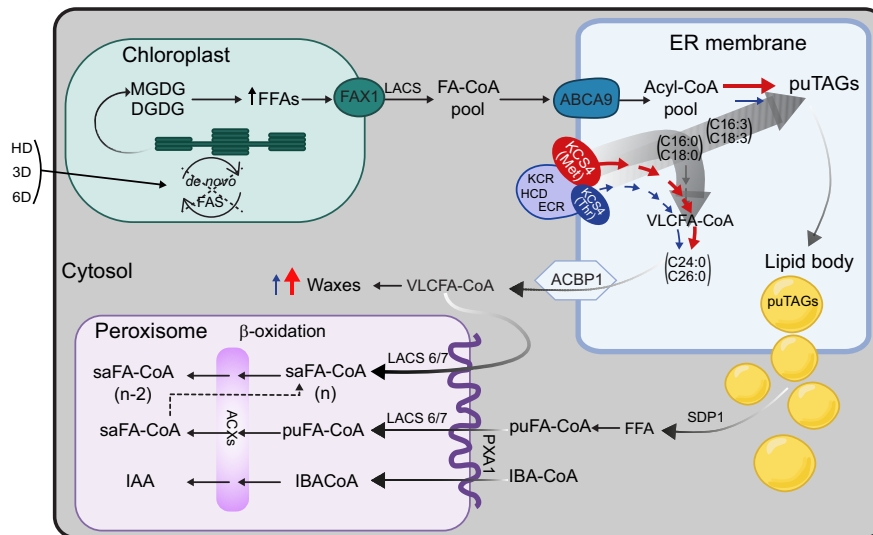 Chloroplast
MGDG
DGDG
↑FFAs
FAX1
LACS
FA-CoA
pool
ABCA9
ER membrane
Acyl-CoA
pool
puTAGs
(C16:3)
(C18:3)
(C16:0)
(C18:0)
HD
3D
6D
de novo
FAS
KCS4
(Met)
KCR
HCD
ECR
KCS4
(Thr)
VLCFA-CoA
(C24:0)
(C26:0)
Cytosol
Lipid body
puTAGs
ACBP1
VLCFA-CoA
Waxes
Peroxisome
β-oxidation
saFA-CoA
(n-2)
saFA-CoA
(n)
LACS 6/7
saFA-CoA
ACXs
puFA-CoA
LACS 6/7
PXA1
puFA-CoA
FFA
SDP1
IAA
IBACoA
IBA-CoA